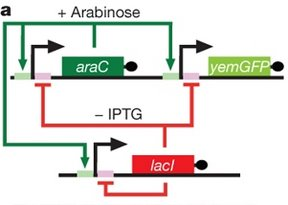 a
+ Arabinose
araC
yemGFP
– IPTG
lacI